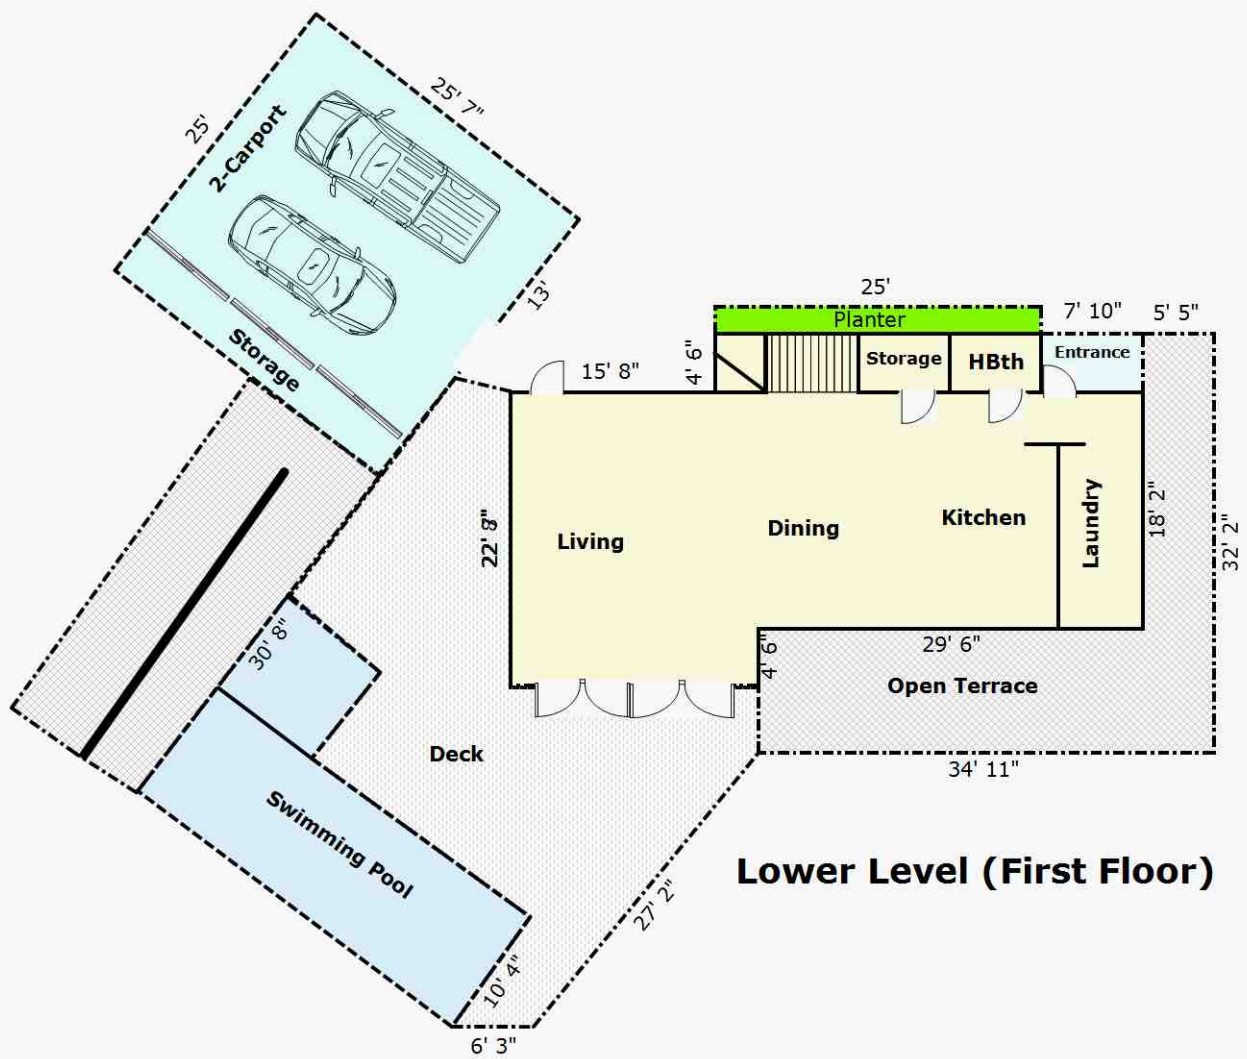 25' 7"
25'
2-Carport
13'
Storage
25'
Planter
7' 10"
5' 5"
4' 6"
15' 8"
Storage
HBth
Entrance
18' 2"
32' 2"
Living
Dining
Kitchen
Laundry
30' 8"
4' 6"
29' 6"
Open Terrace
Deck
34' 11"
Swimming Pool
Lower Level (First Floor)
27' 2"
10' 4"
6' 3"